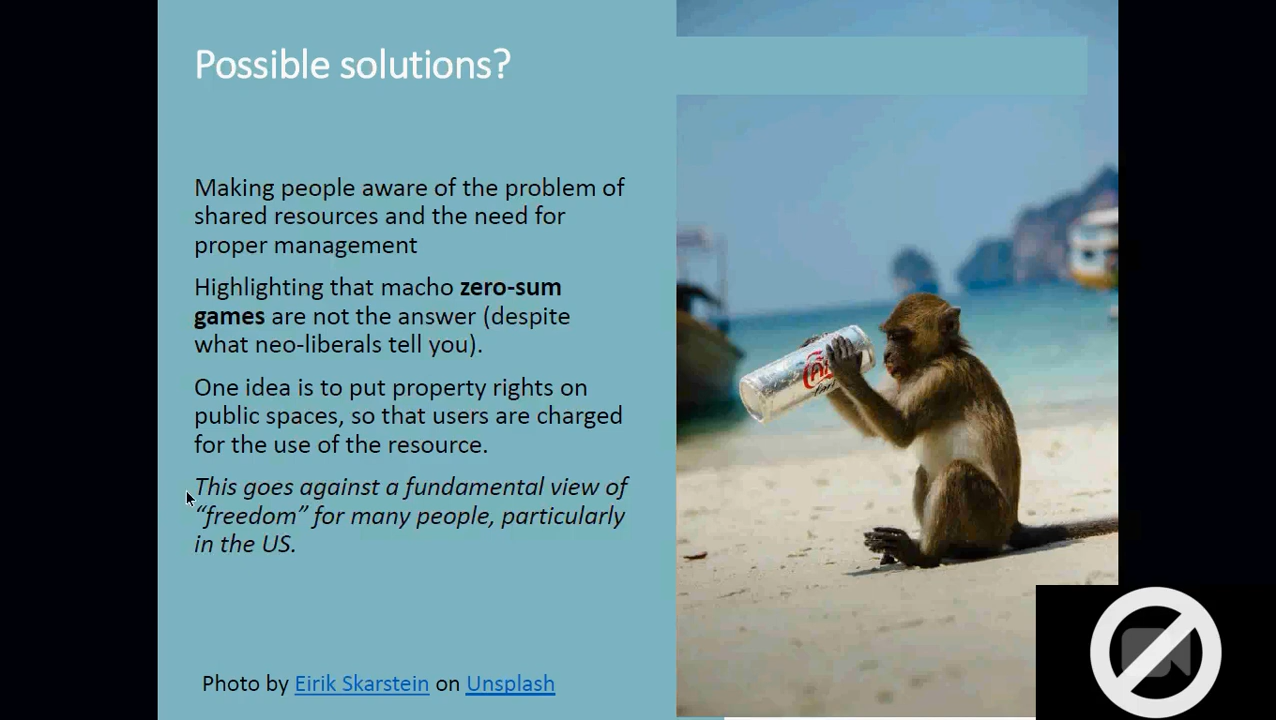 Possible solutions?
Making people aware of the problem of
shared resources and the need for
proper management
Highlighting that macho zero-sum
games are not the answer (despite
what neo-liberals tell you).
One idea is to put property rights on
public spaces, so that users are charged
for the use of the resource.
This goes against a fundamental view of
“freedom” for many people, particularly
in the US.
Photo by Eirik Skarstein on Unsplash